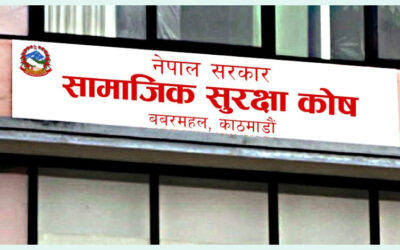 नेपाल सरकार
सामाजिक सुरक्षा कोष
बबरमहल, काठमाडौं